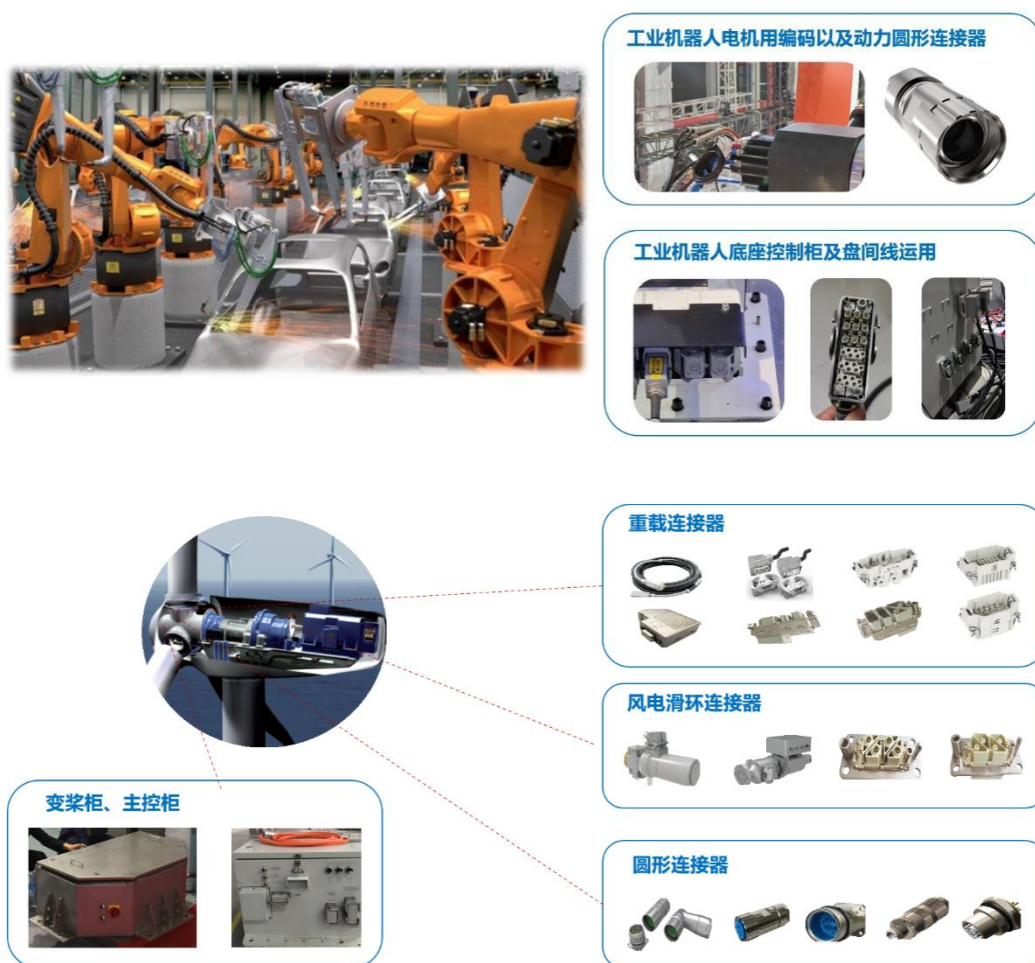 工业机器人电机用编码以及动力圆形连接器
工业机器人底座控制柜及盘间线运用
重载连接器
风电滑环连接器
变桨柜、主控柜
圆形连接器